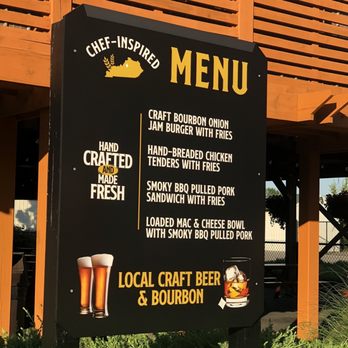 CHEF-INSPIRED
MENU
HAND
CRAFTED
AND
MADE
FRESH
CRAFT BOURBON ONION
JAM BURGER WITH FRIES
HAND-BREADED CHICKEN
TENDERS WITH FRIES
SMOKY BBQ PULLED PORK
SANDWICH WITH FRIES
LOADED MAC & CHEESE BOWL
WITH SMOKY BBQ PULLED PORK
LOCAL CRAFT BEER
& BOURBON